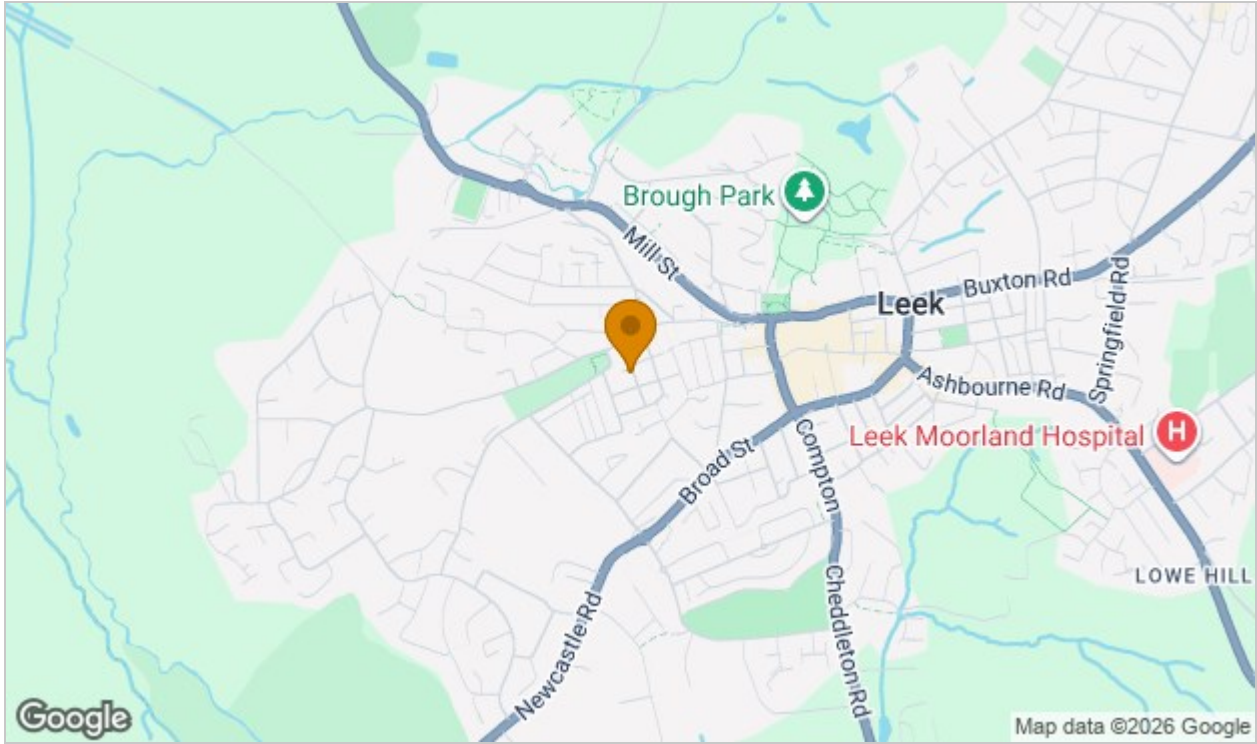 Brough Park
Mill St
Buxton Rd
Leek
Springfield Rd
Ashbourne Rd
Leek Moorland Hospital
H
Broad St
Compton
LOWE HILL
Cheddleton Rd
Newcastle Rd
Google
Map data ©2026 Google